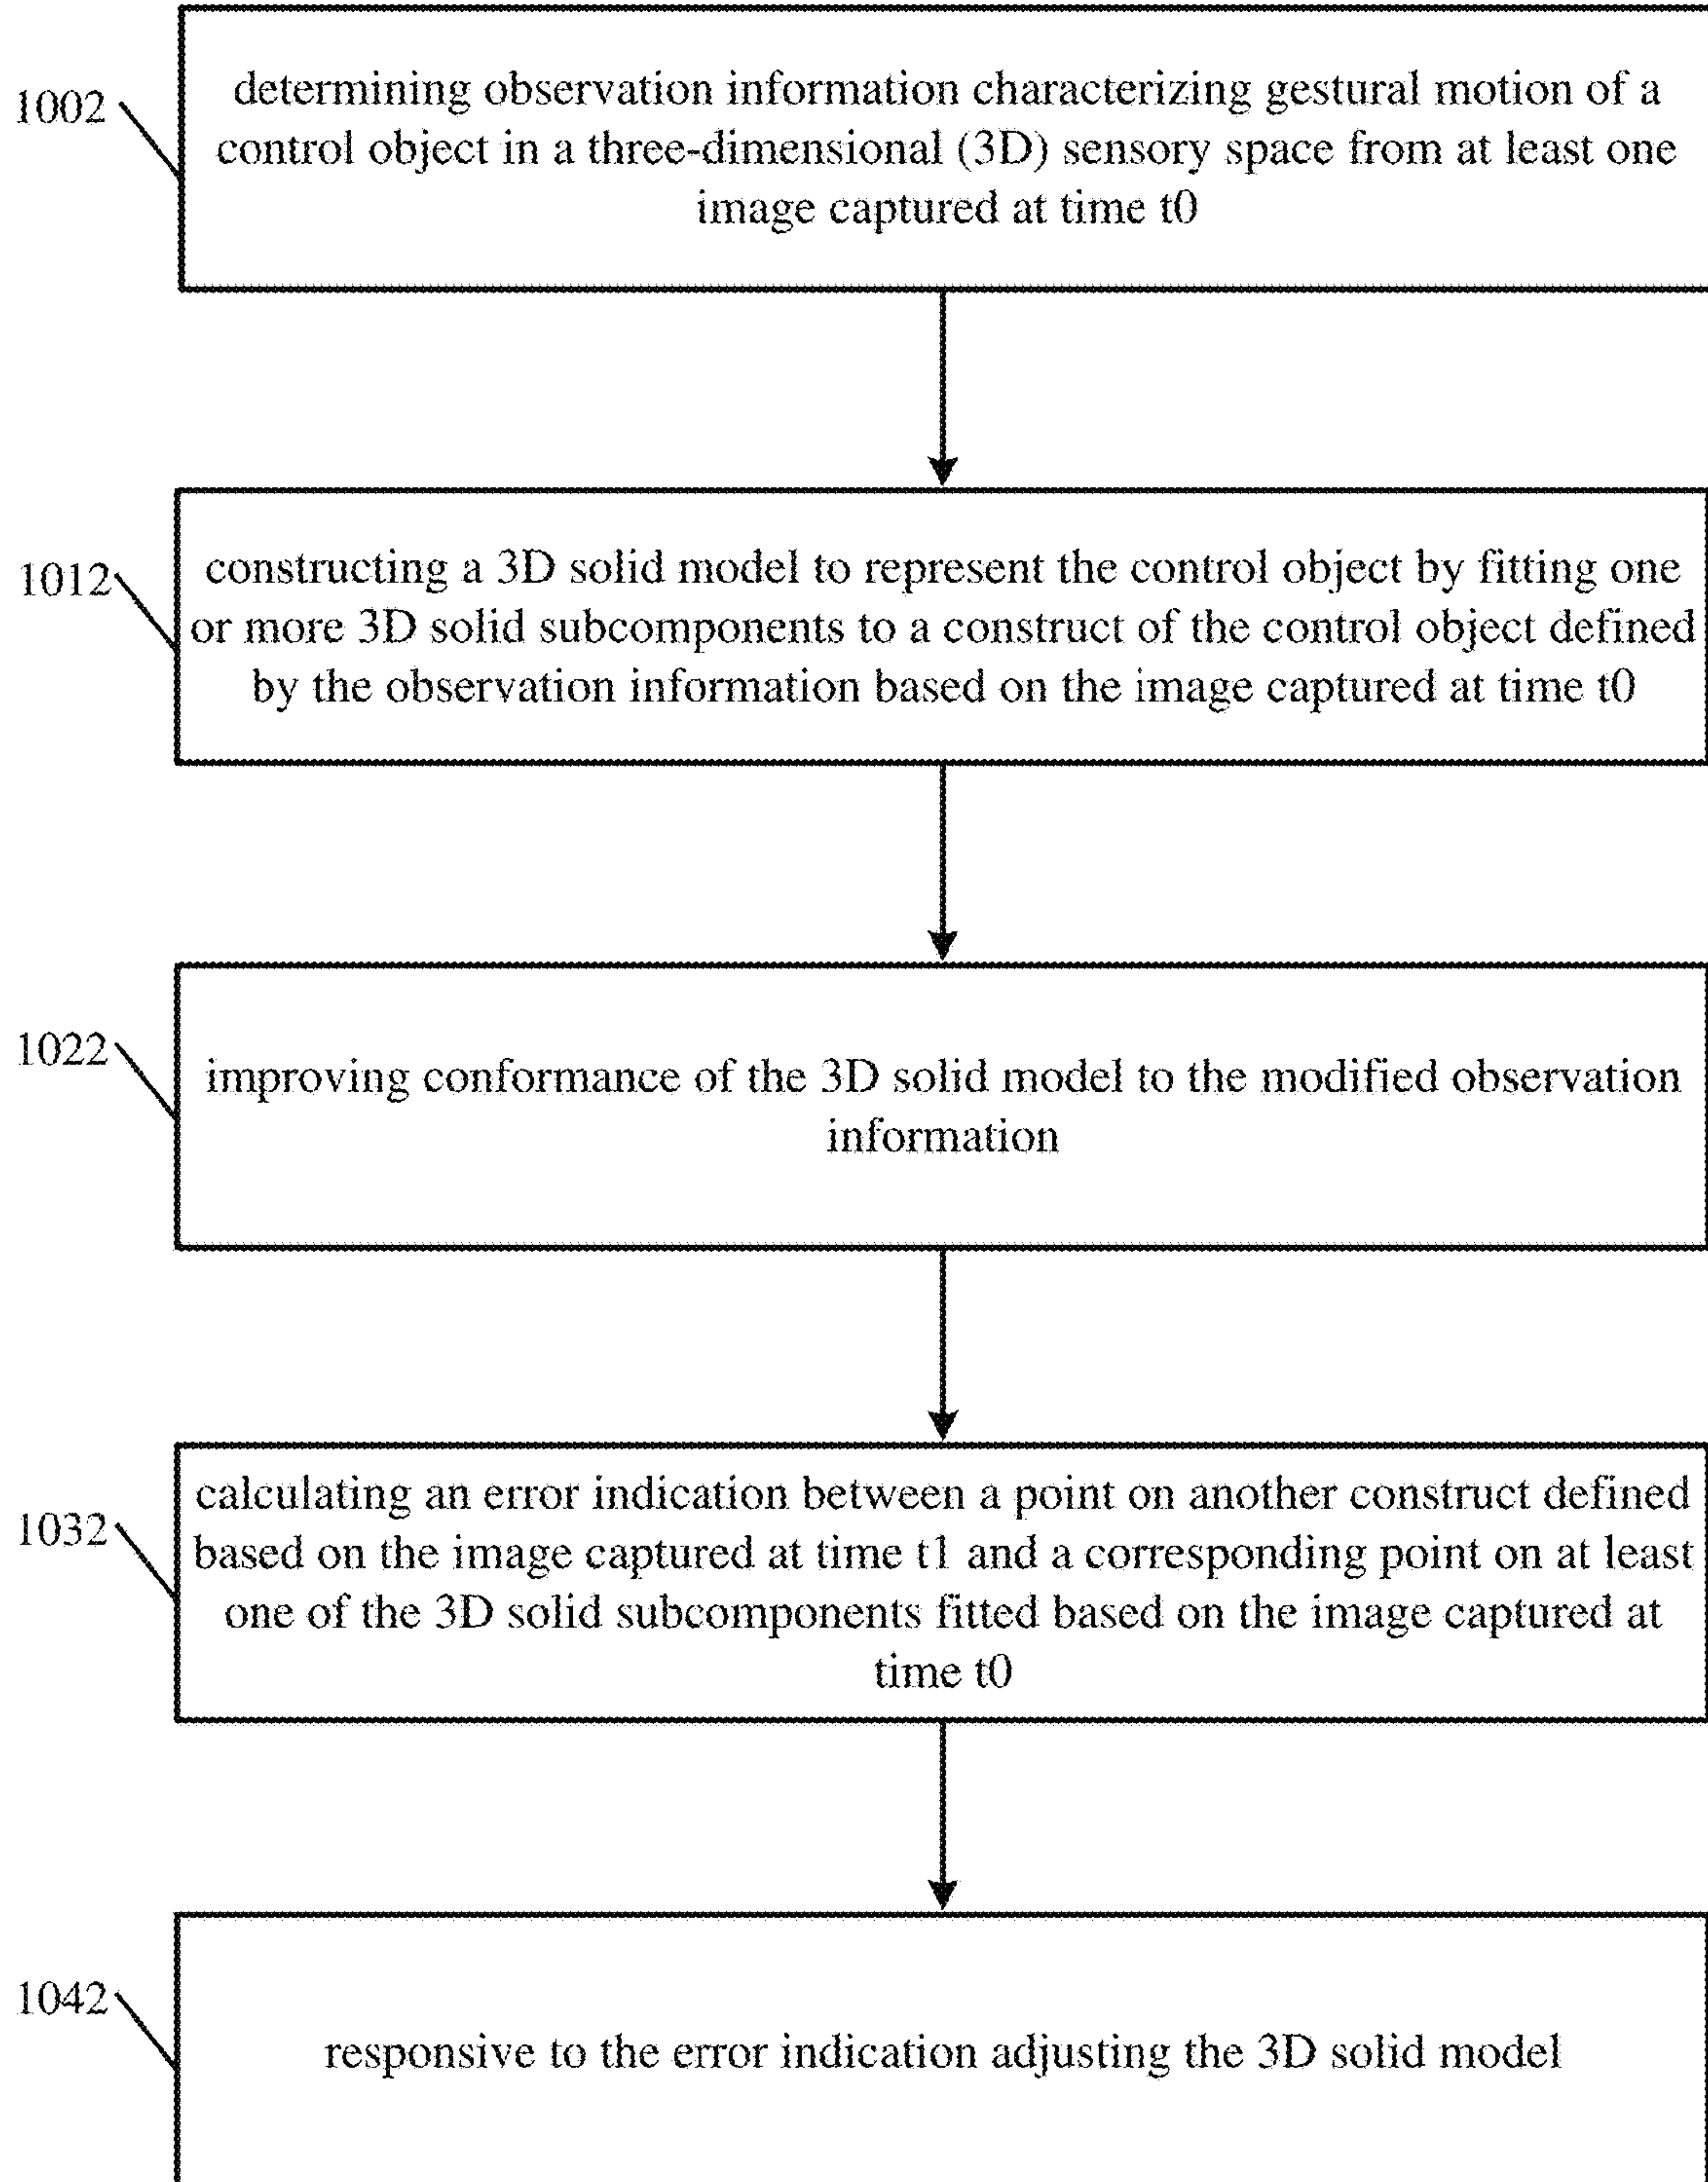 1002
determining observation information characterizing gestural motion of a
control object in a three-dimensional (3D) sensory space from at least one
image captured at time t0
1012
constructing a 3D solid model to represent the control object by fitting one
or more 3D solid subcomponents to a construct of the control object defined
by the observation information based on the image captured at time t0
1022
improving conformance of the 3D solid model to the modified observation
information
1032
calculating an error indication between a point on another construct defined
based on the image captured at time t1 and a corresponding point on at least
one of the 3D solid subcomponents fitted based on the image captured at
time t0
1042
responsive to the error indication adjusting the 3D solid model